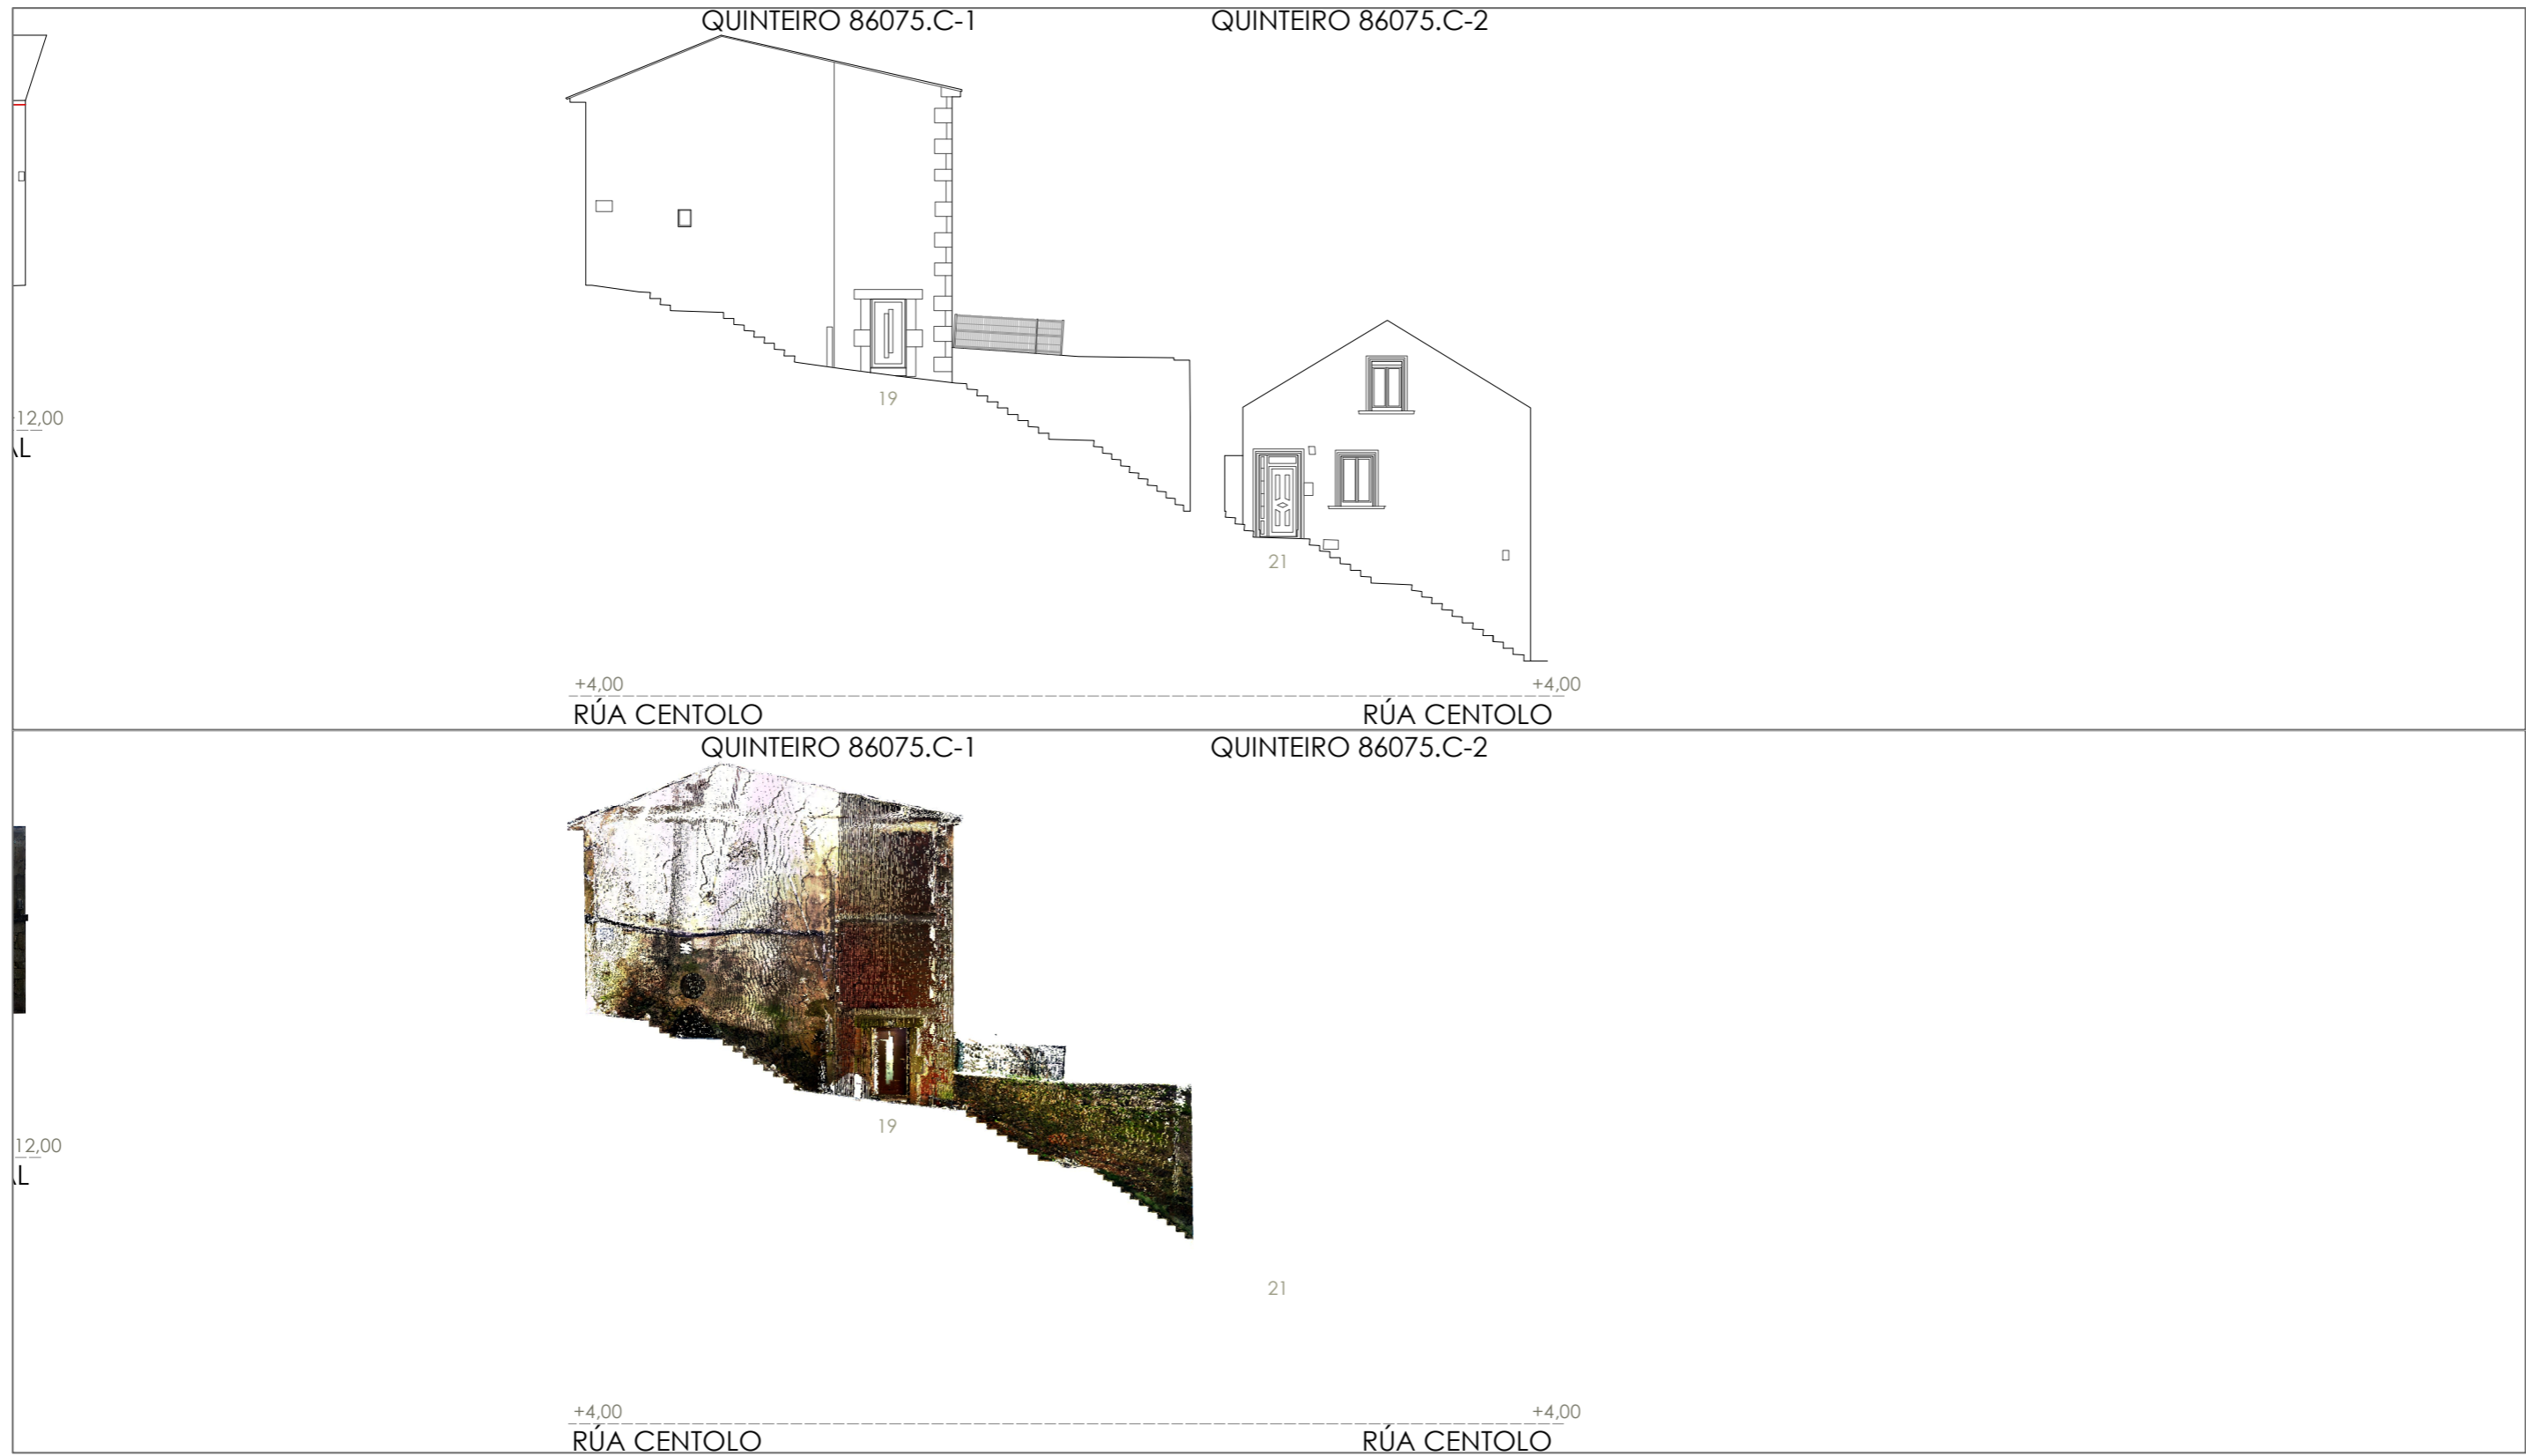 QUINTEIRO 86075.C-1 QUINTEIRO 86075.C-2
19
12,00
AL
21
+4,00 +4,00
RÚA CENTOLO RÚA CENTOLO
QUINTEIRO 86075.C-1 QUINTEIRO 86075.C-2
19
12,00
21
+4,00 +4,00
RÚA CENTOLO RÚA CENTOLO